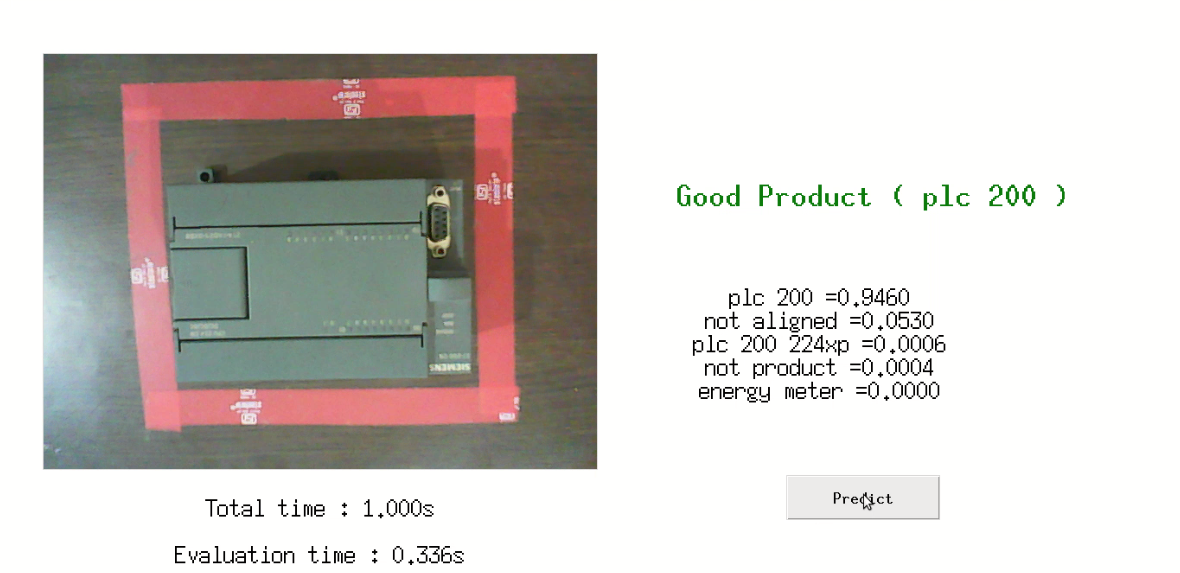 Good Product ( plc 200 )
plc 200 =0.9460
not aligned =0.0530
plc 200 224xp =0.0006
not product =0.0004
energy meter =0.0000
Predict
SIEMENS
Total time : 1.000s
Evaluation time : 0.336s